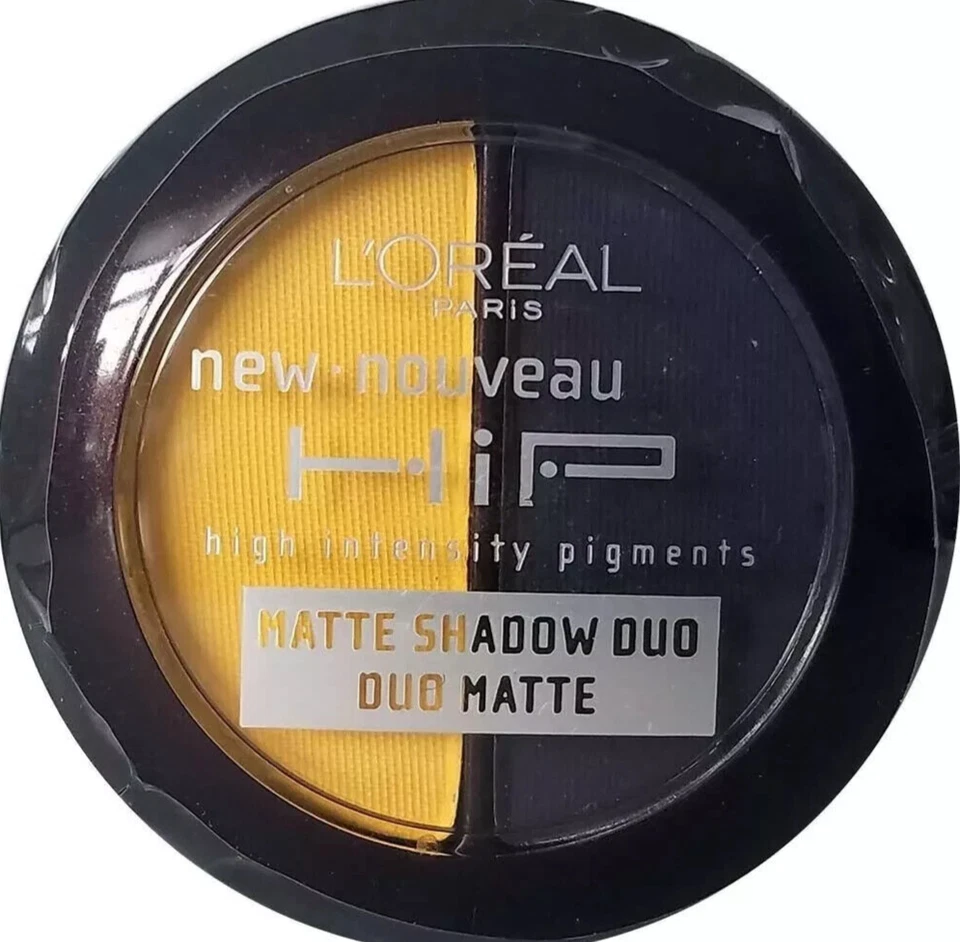 L'ORÉAL
PARiS
new·nouveau
HiP
high intensity pigments
MATTE SHADOW DUO
DUO MATTE